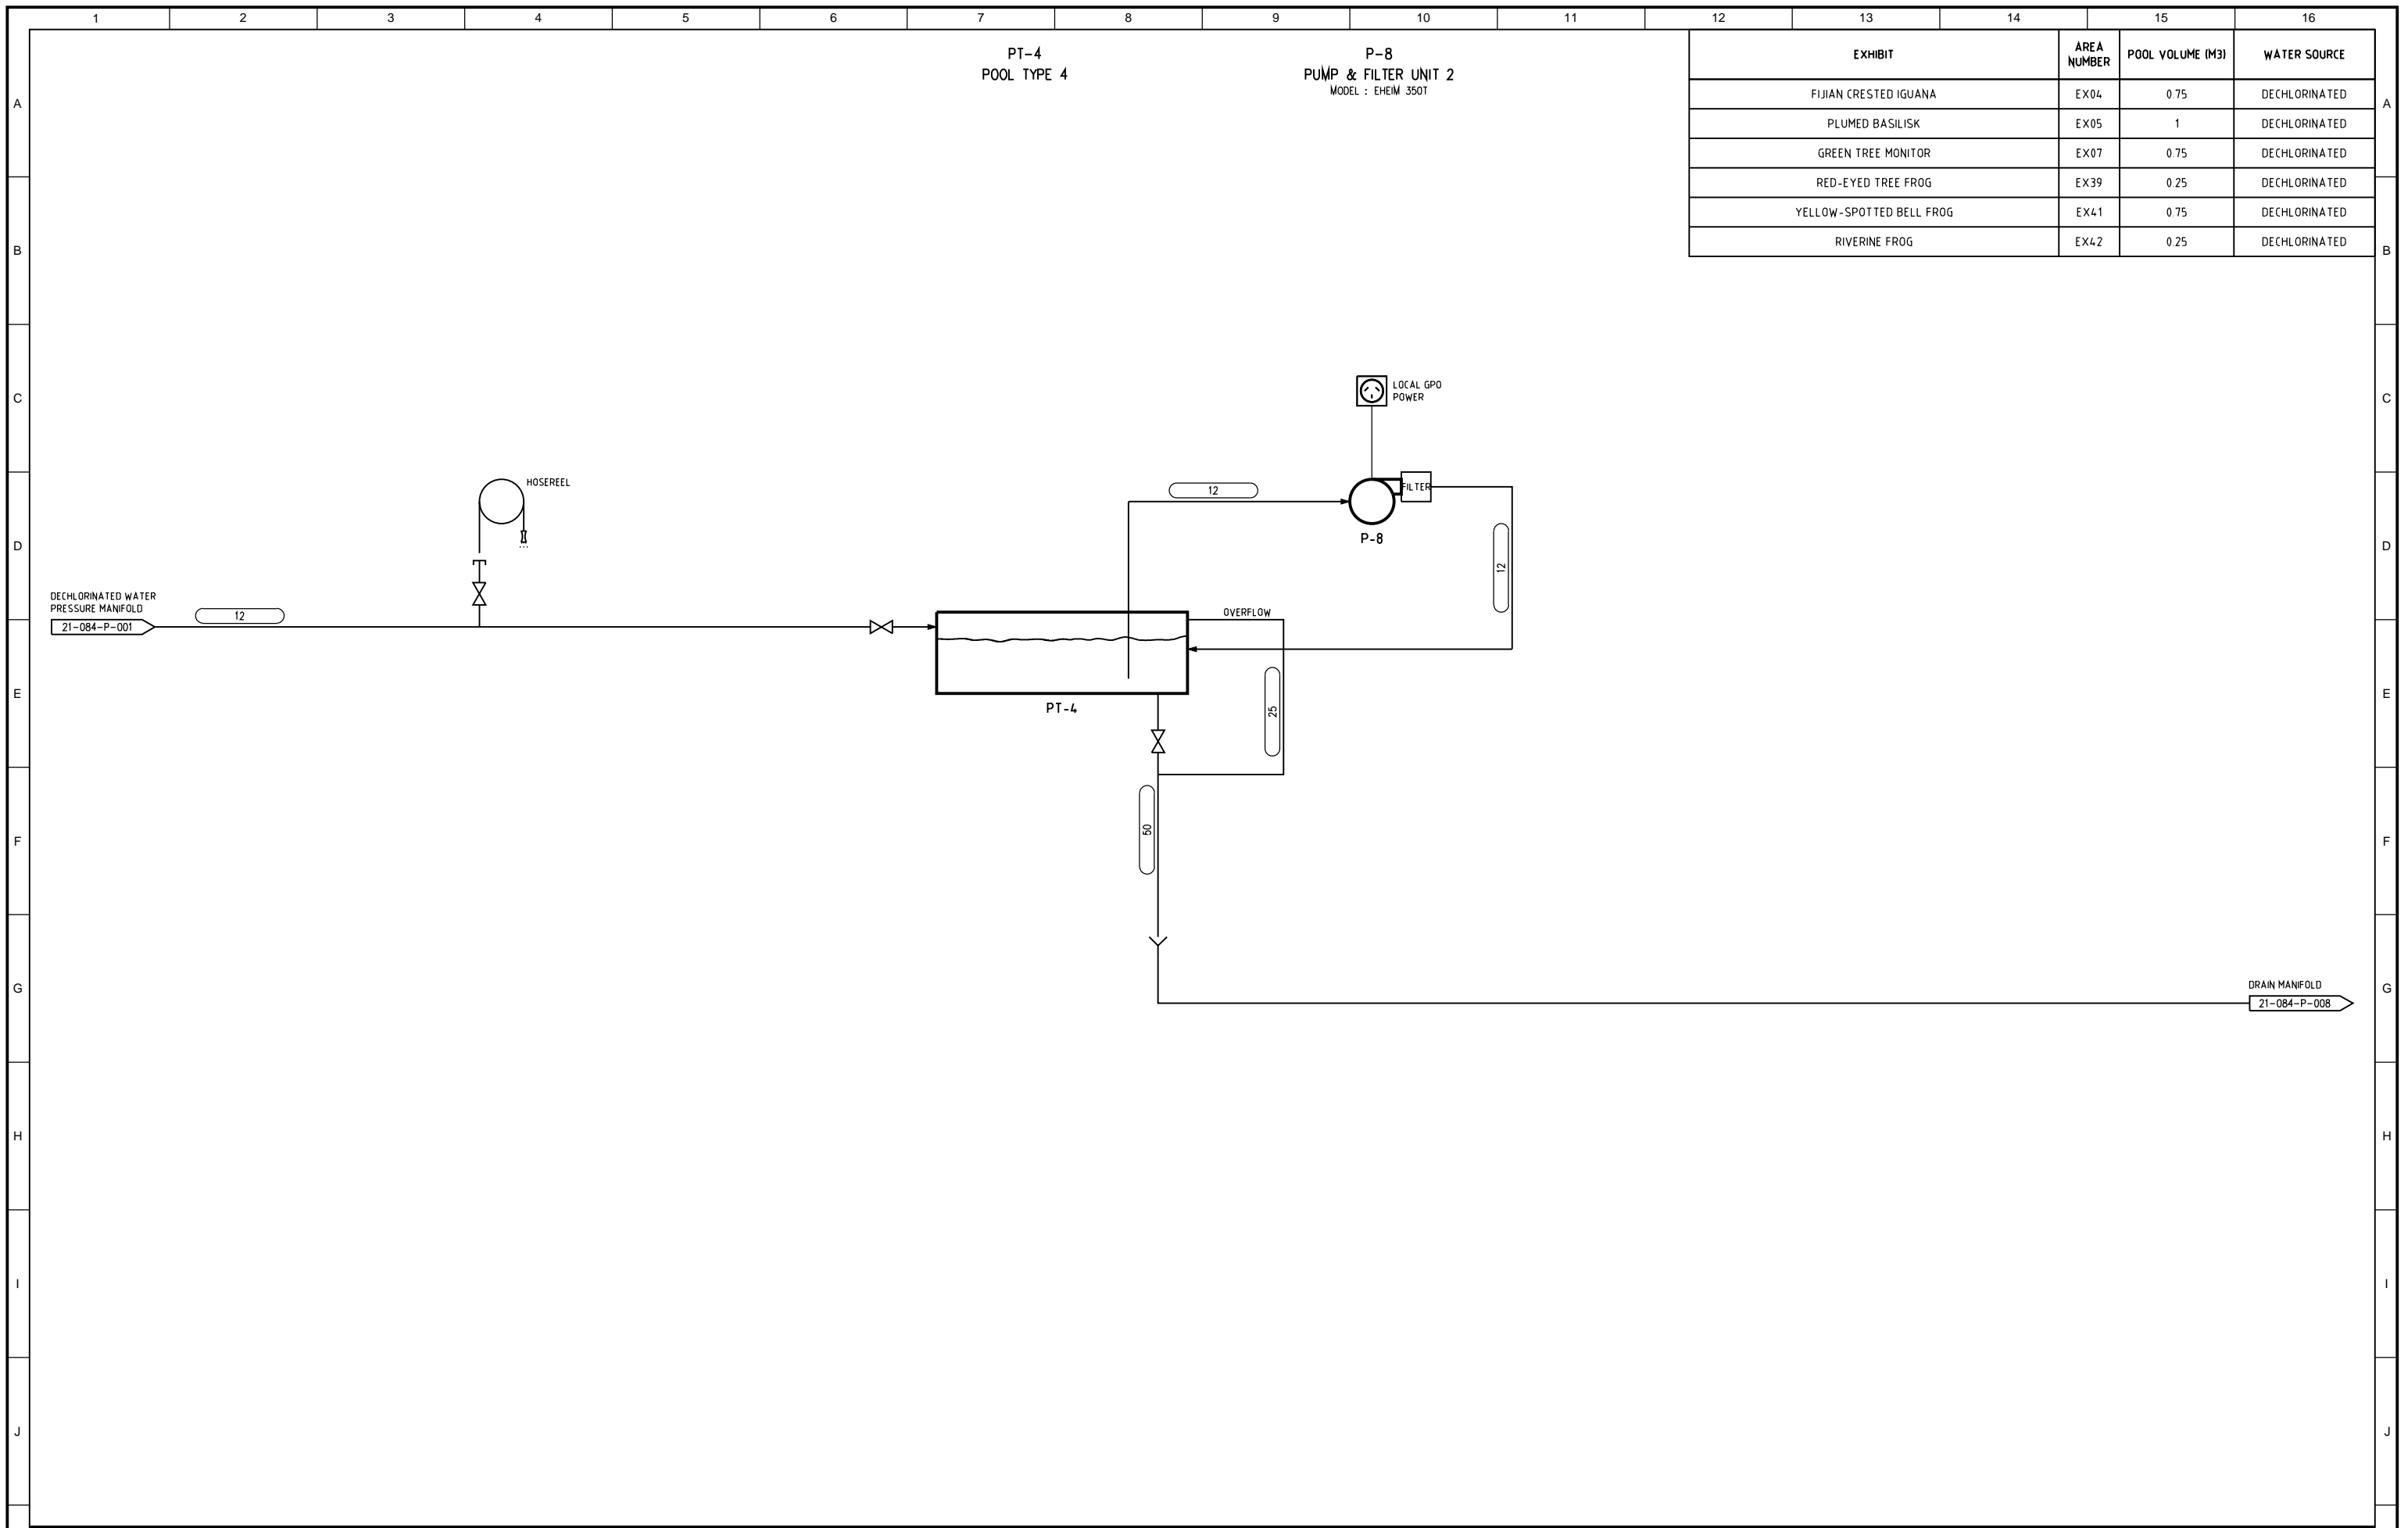 1 2 3 4 5 6 7 8 9 10 11 12 13 14 15 16
PT-4
POOL TYPE 4
P-8
PUMP & FILTER UNIT 2
MODEL : EHEIM 350T
EXHIBIT AREA NUMBER POOL VOLUME (M3) WATER SOURCE
FIJIAN CRESTED IGUANA EX04 0.75 DECHLORINATED
PLUMED BASILISK EX05 1 DECHLORINATED
GREEN TREE MONITOR EX07 0.75 DECHLORINATED
RED-EYED TREE FROG EX39 0.25 DECHLORINATED
YELLOW-SPOTTED BELL FROG EX41 0.75 DECHLORINATED
RIVERINE FROG EX42 0.25 DECHLORINATED
A A
B B
C C
LOCAL GPO
POWER
HOSEREEL
12
FILTER
P-8
D D
12
DECHLORINATED WATER
PRESSURE MANIFOLD
21-084-P-001
12
OVERFLOW
PT-4
E E
25
50
F F
G G
DRAIN MANIFOLD
21-084-P-008
H H
I I
J J